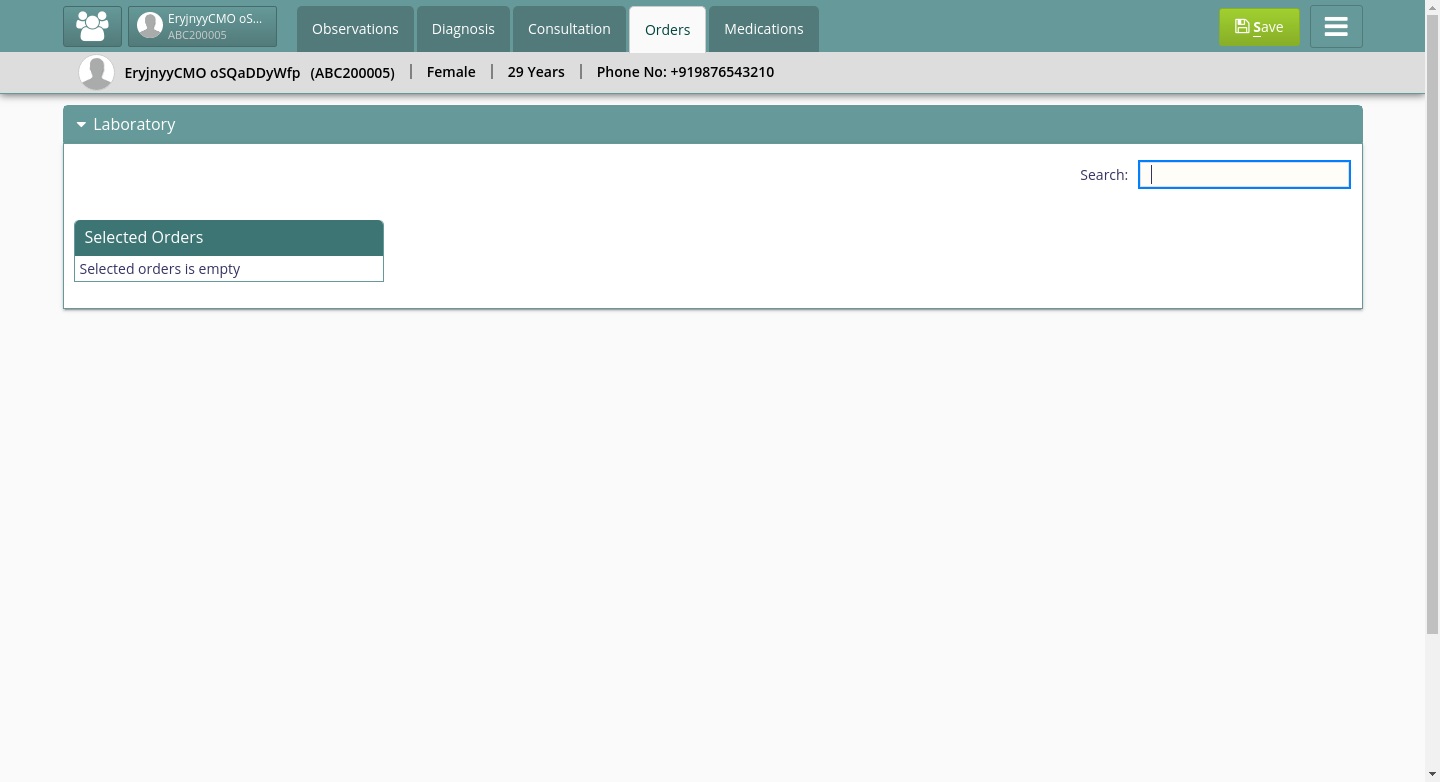 EryjnyyCMO oS...
ABC200005
Observations
Diagnosis
Consultation
Orders
Medications
Save
EryjnyyCMO oSQaDDyWfp (ABC200005) | Female | 29 Years | Phone No: +919876543210
Laboratory
Search:
Selected Orders
Selected orders is empty